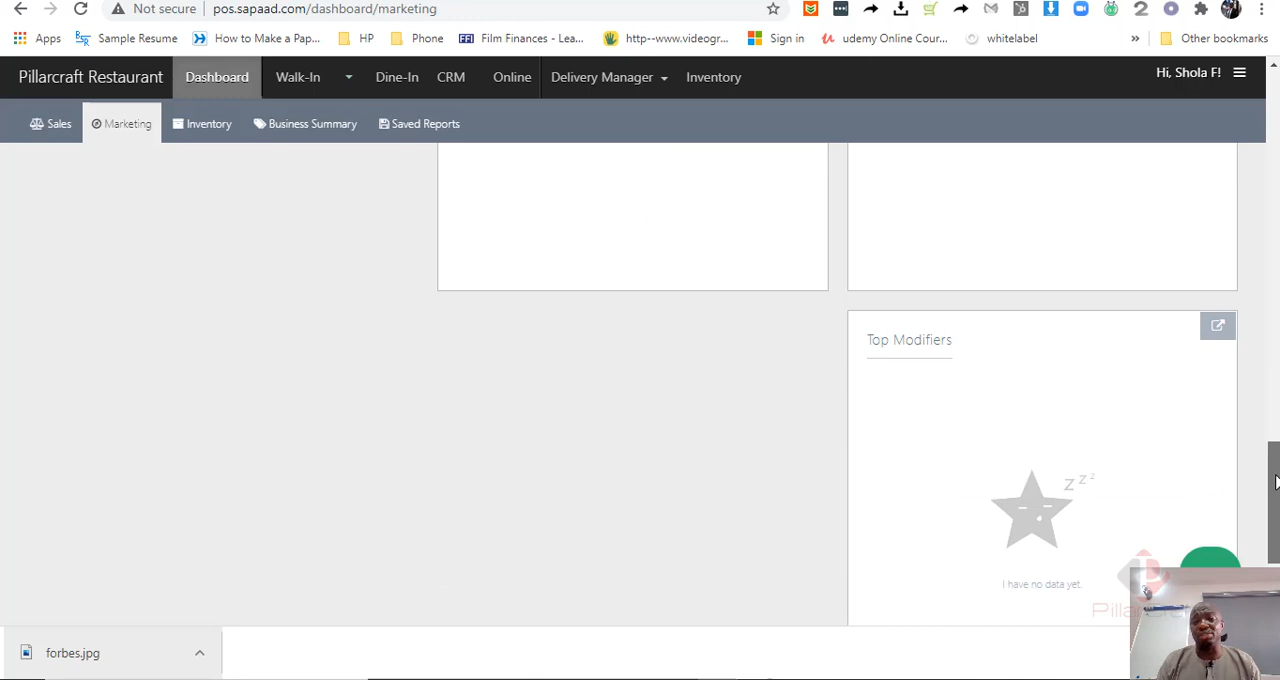 Not secure pos.sapaad.com/dashboard/marketing
Apps Sample Resume How to Make a Pap... HP Phone Film Finances - Lea... http--www.videogr... Sign in udemy Online Cour... whitelabel » Other bookmarks
Pillarcraft Restaurant Dashboard Walk-In Dine-In CRM Online Delivery Manager Inventory Hi, Shola F!
Sales Marketing Inventory Business Summary Saved Reports
Top Modifiers
z z z
I have no data yet.
forbes.jpg